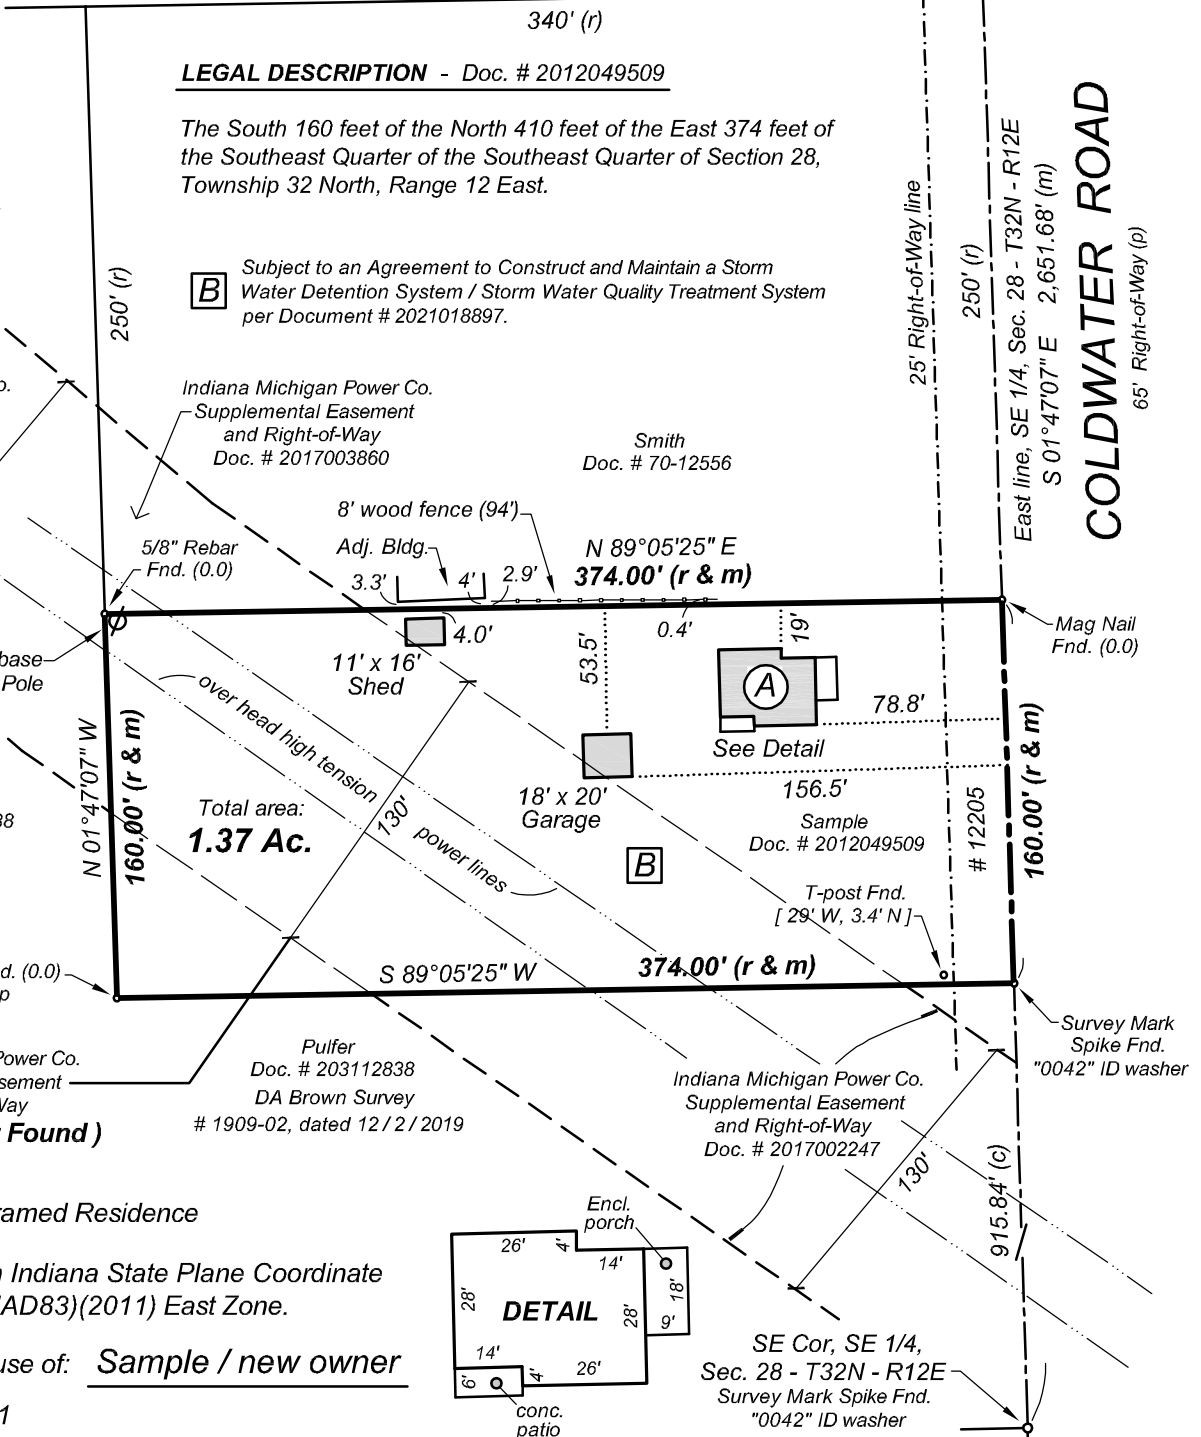 340' (r)
LEGAL DESCRIPTION - Doc. # 2012049509
The South 160 feet of the North 410 feet of the East 374 feet of
the Southeast Quarter of the Southeast Quarter of Section 28,
Township 32 North, Range 12 East.
250' (r)
B
Subject to an Agreement to Construct and Maintain a Storm
Water Detention System / Storm Water Quality Treatment System
per Document # 2021018897.
25' Right-of-Way line
250' (r)
East line, SE 1/4, Sec. 28 - T32N - R12E
S 01°47'07" E 2,651.68' (m)
COLDWATER ROAD
65' Right-of-Way (p)
Indiana Michigan Power Co.
Supplemental Easement
and Right-of-Way
Doc. # 2017003860
Smith
Doc. # 70-12556
8' wood fence (94')
5/8" Rebar
Fnd. (0.0)
Adj. Bldg.
N 89°05'25" E
374.00' (r & m)
3.3'
4'
2.9'
0.4'
4.0'
11' x 16'
Shed
53.5'
19'
A
See Detail
78.8'
Mag Nail
Fnd. (0.0)
base
Pole
over head high tension
power lines
130'
N 01°47'07" W
160.00' (r & m)
Total area:
1.37 Ac.
18' x 20'
Garage
156.5'
Sample
Doc. # 2012049509
# 12205
160.00' (r & m)
B
T-post Fnd.
[ 29' W, 3.4' N ]
(0.0)
S 89°05'25" W
374.00' (r & m)
Survey Mark
Spike Fnd.
"0042" ID washer
Power Co.
Pulfer
Doc. # 203112838
DA Brown Survey
# 1909-02, dated 12 / 2 / 2019
Found )
Indiana Michigan Power Co.
Supplemental Easement
and Right-of-Way
Doc. # 2017002247
130'
915.84' (c)
Residence
Indiana State Plane Coordinate
(2011) East Zone.
of: Sample / new owner
Encl.
porch
26'
4'
14'
28'
DETAIL
28'
18'
9'
14'
6'
4'
26'
conc.
patio
SE Cor, SE 1/4,
Sec. 28 - T32N - R12E
Survey Mark Spike Fnd.
"0042" ID washer